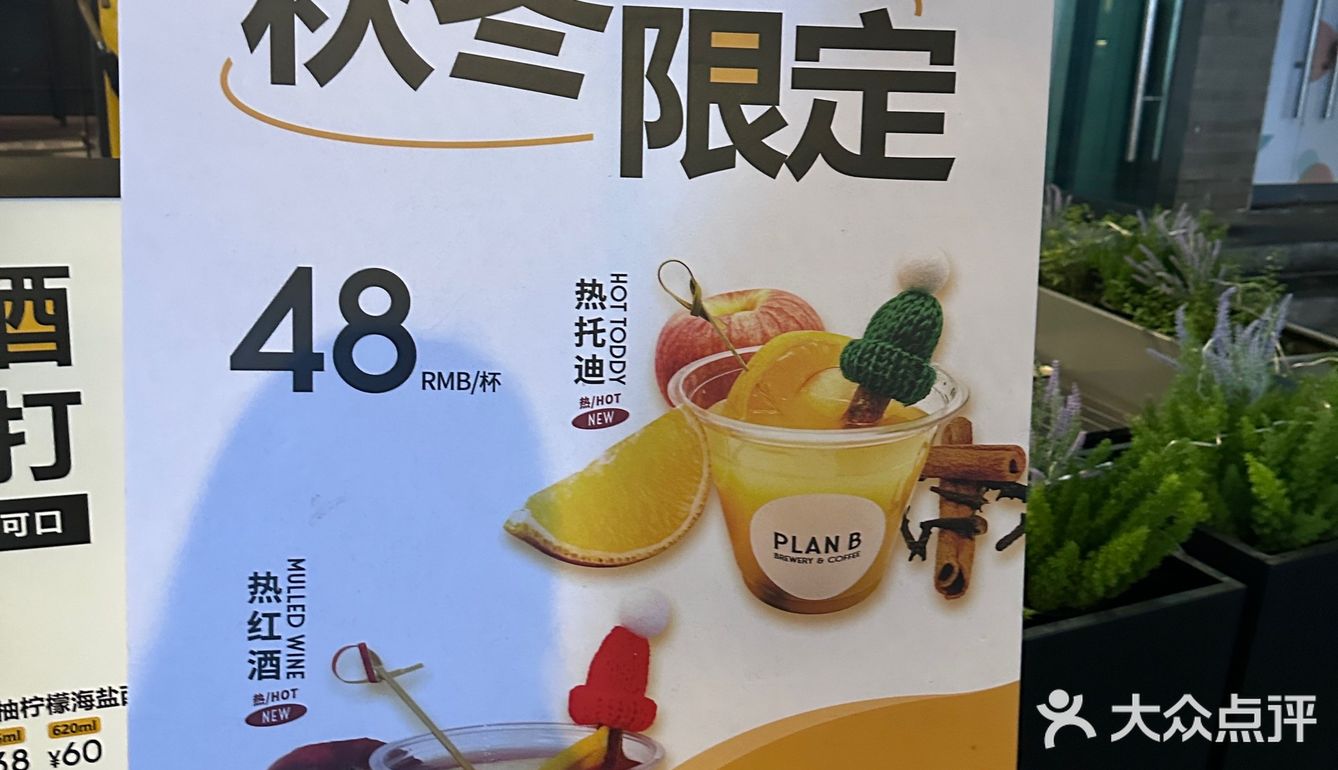 秋冬
限定
48
RMB/杯
热托迪
HOT TODDY
热/HOT
NEW
PLAN B
BREWERY & COFFEE
热红酒
MULLED WINE
热/HOT
NEW
酒
打
可口
柚柠檬海盐
620ml
¥60
大众点评